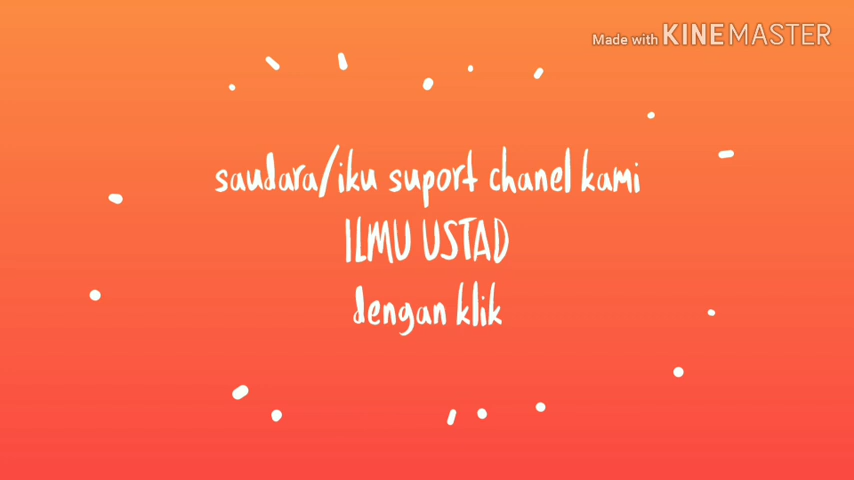 Made with KINEMASTER
saudara/iku suport chanel kami
ILMU USTAD
dengan klik